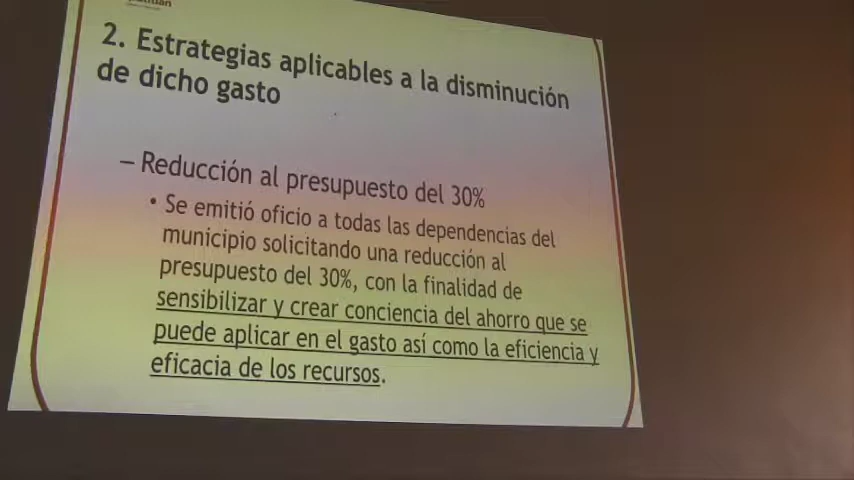 2. Estrategias aplicables a la disminución
de dicho gasto
– Reducción al presupuesto del 30%
• Se emitió oficio a todas las dependencias del
municipio solicitando una reducción al
presupuesto del 30%, con la finalidad de
sensibilizar y crear conciencia del ahorro que se
puede aplicar en el gasto así como la eficiencia y
eficacia de los recursos.